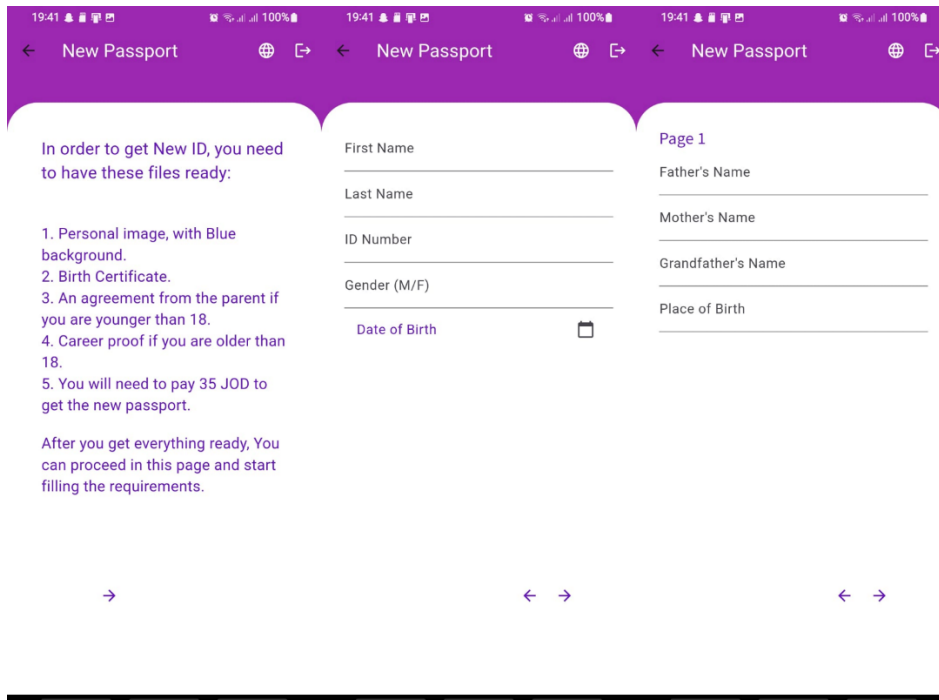 19:41 100%
New Passport
In order to get New ID, you need
to have these files ready:
1. Personal image, with Blue
background.
2. Birth Certificate.
3. An agreement from the parent if
you are younger than 18.
4. Career proof if you are older than
18.
5. You will need to pay 35 JOD to
get the new passport.
After you get everything ready, You
can proceed in this page and start
filling the requirements.
19:41 100%
New Passport
First Name
Last Name
ID Number
Gender (M/F)
Date of Birth
19:41 100%
New Passport
Page 1
Father's Name
Mother's Name
Grandfather's Name
Place of Birth